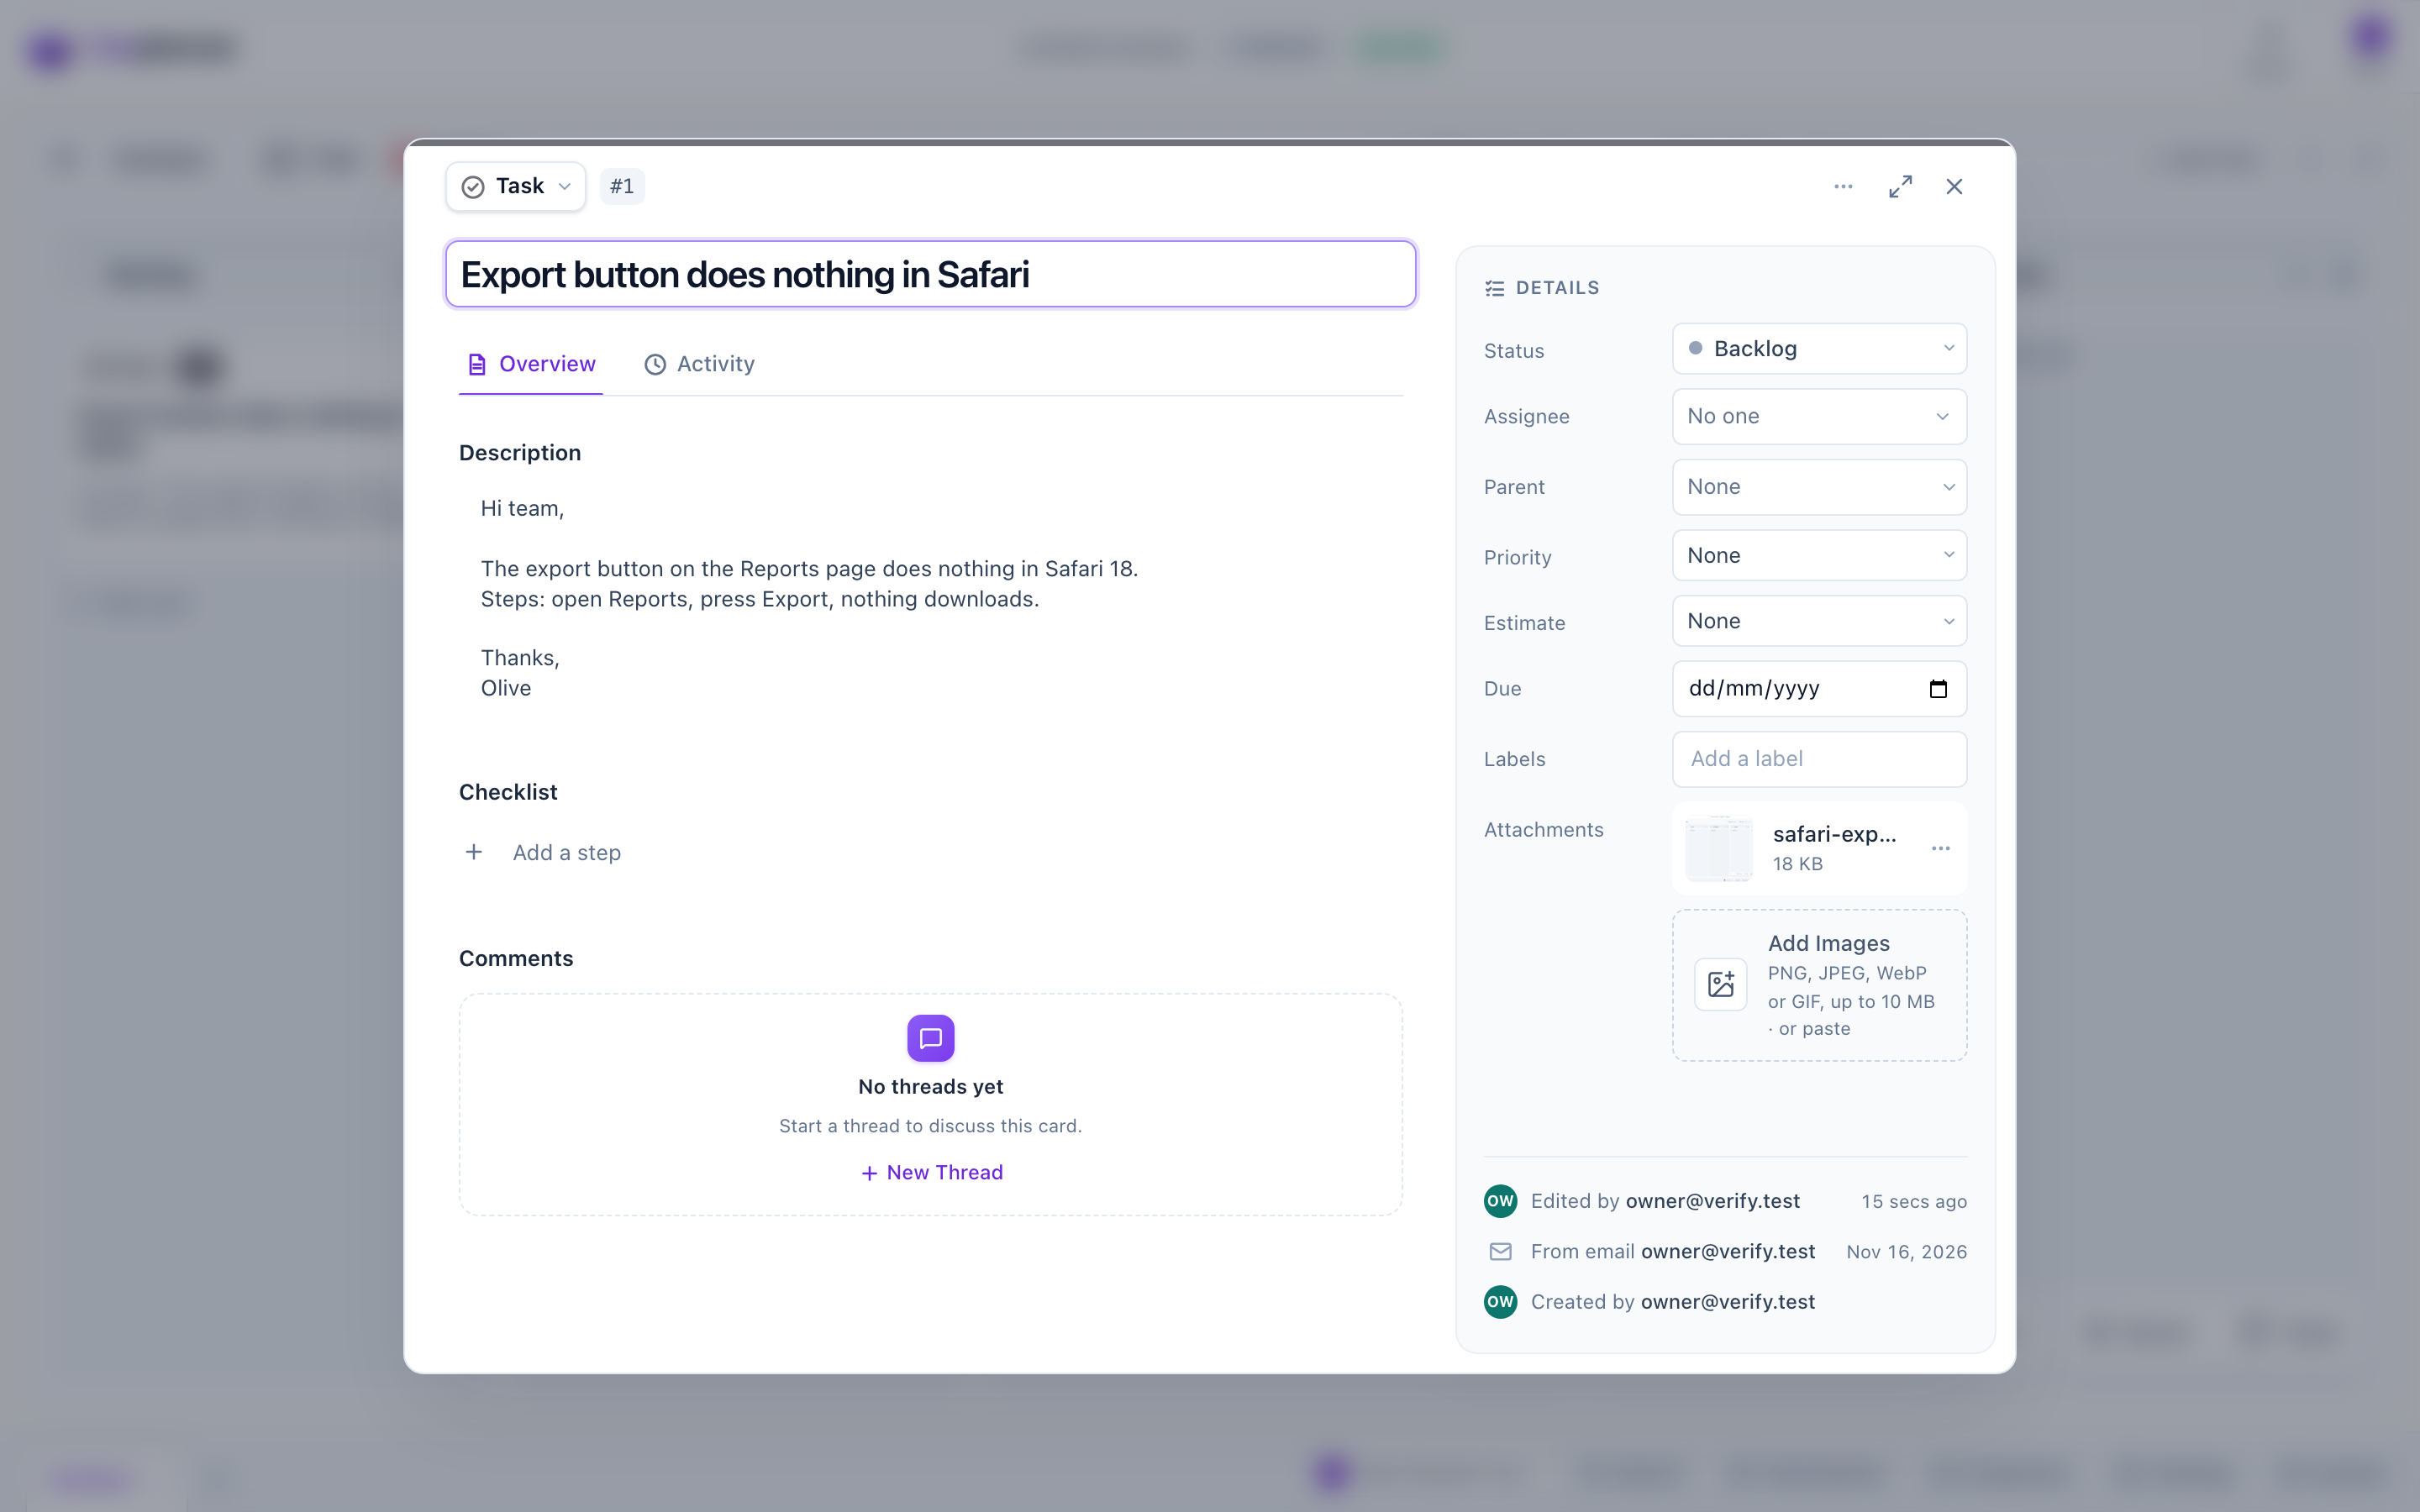 Task
#1
Export button does nothing in Safari
Overview
Activity
Description
Hi team,
The export button on the Reports page does nothing in Safari 18.
Steps: open Reports, press Export, nothing downloads.
Thanks,
Olive
Checklist
Add a step
Comments
No threads yet
Start a thread to discuss this card.
+ New Thread
DETAILS
Status
Backlog
Assignee
No one
Parent
None
Priority
None
Estimate
None
Due
dd/mm/yyyy
Labels
Add a label
Attachments
safari-exp...
18 KB
Add Images
PNG, JPEG, WebP
or GIF, up to 10 MB
· or paste
OW Edited by owner@verify.test 15 secs ago
From email owner@verify.test Nov 16, 2026
OW Created by owner@verify.test